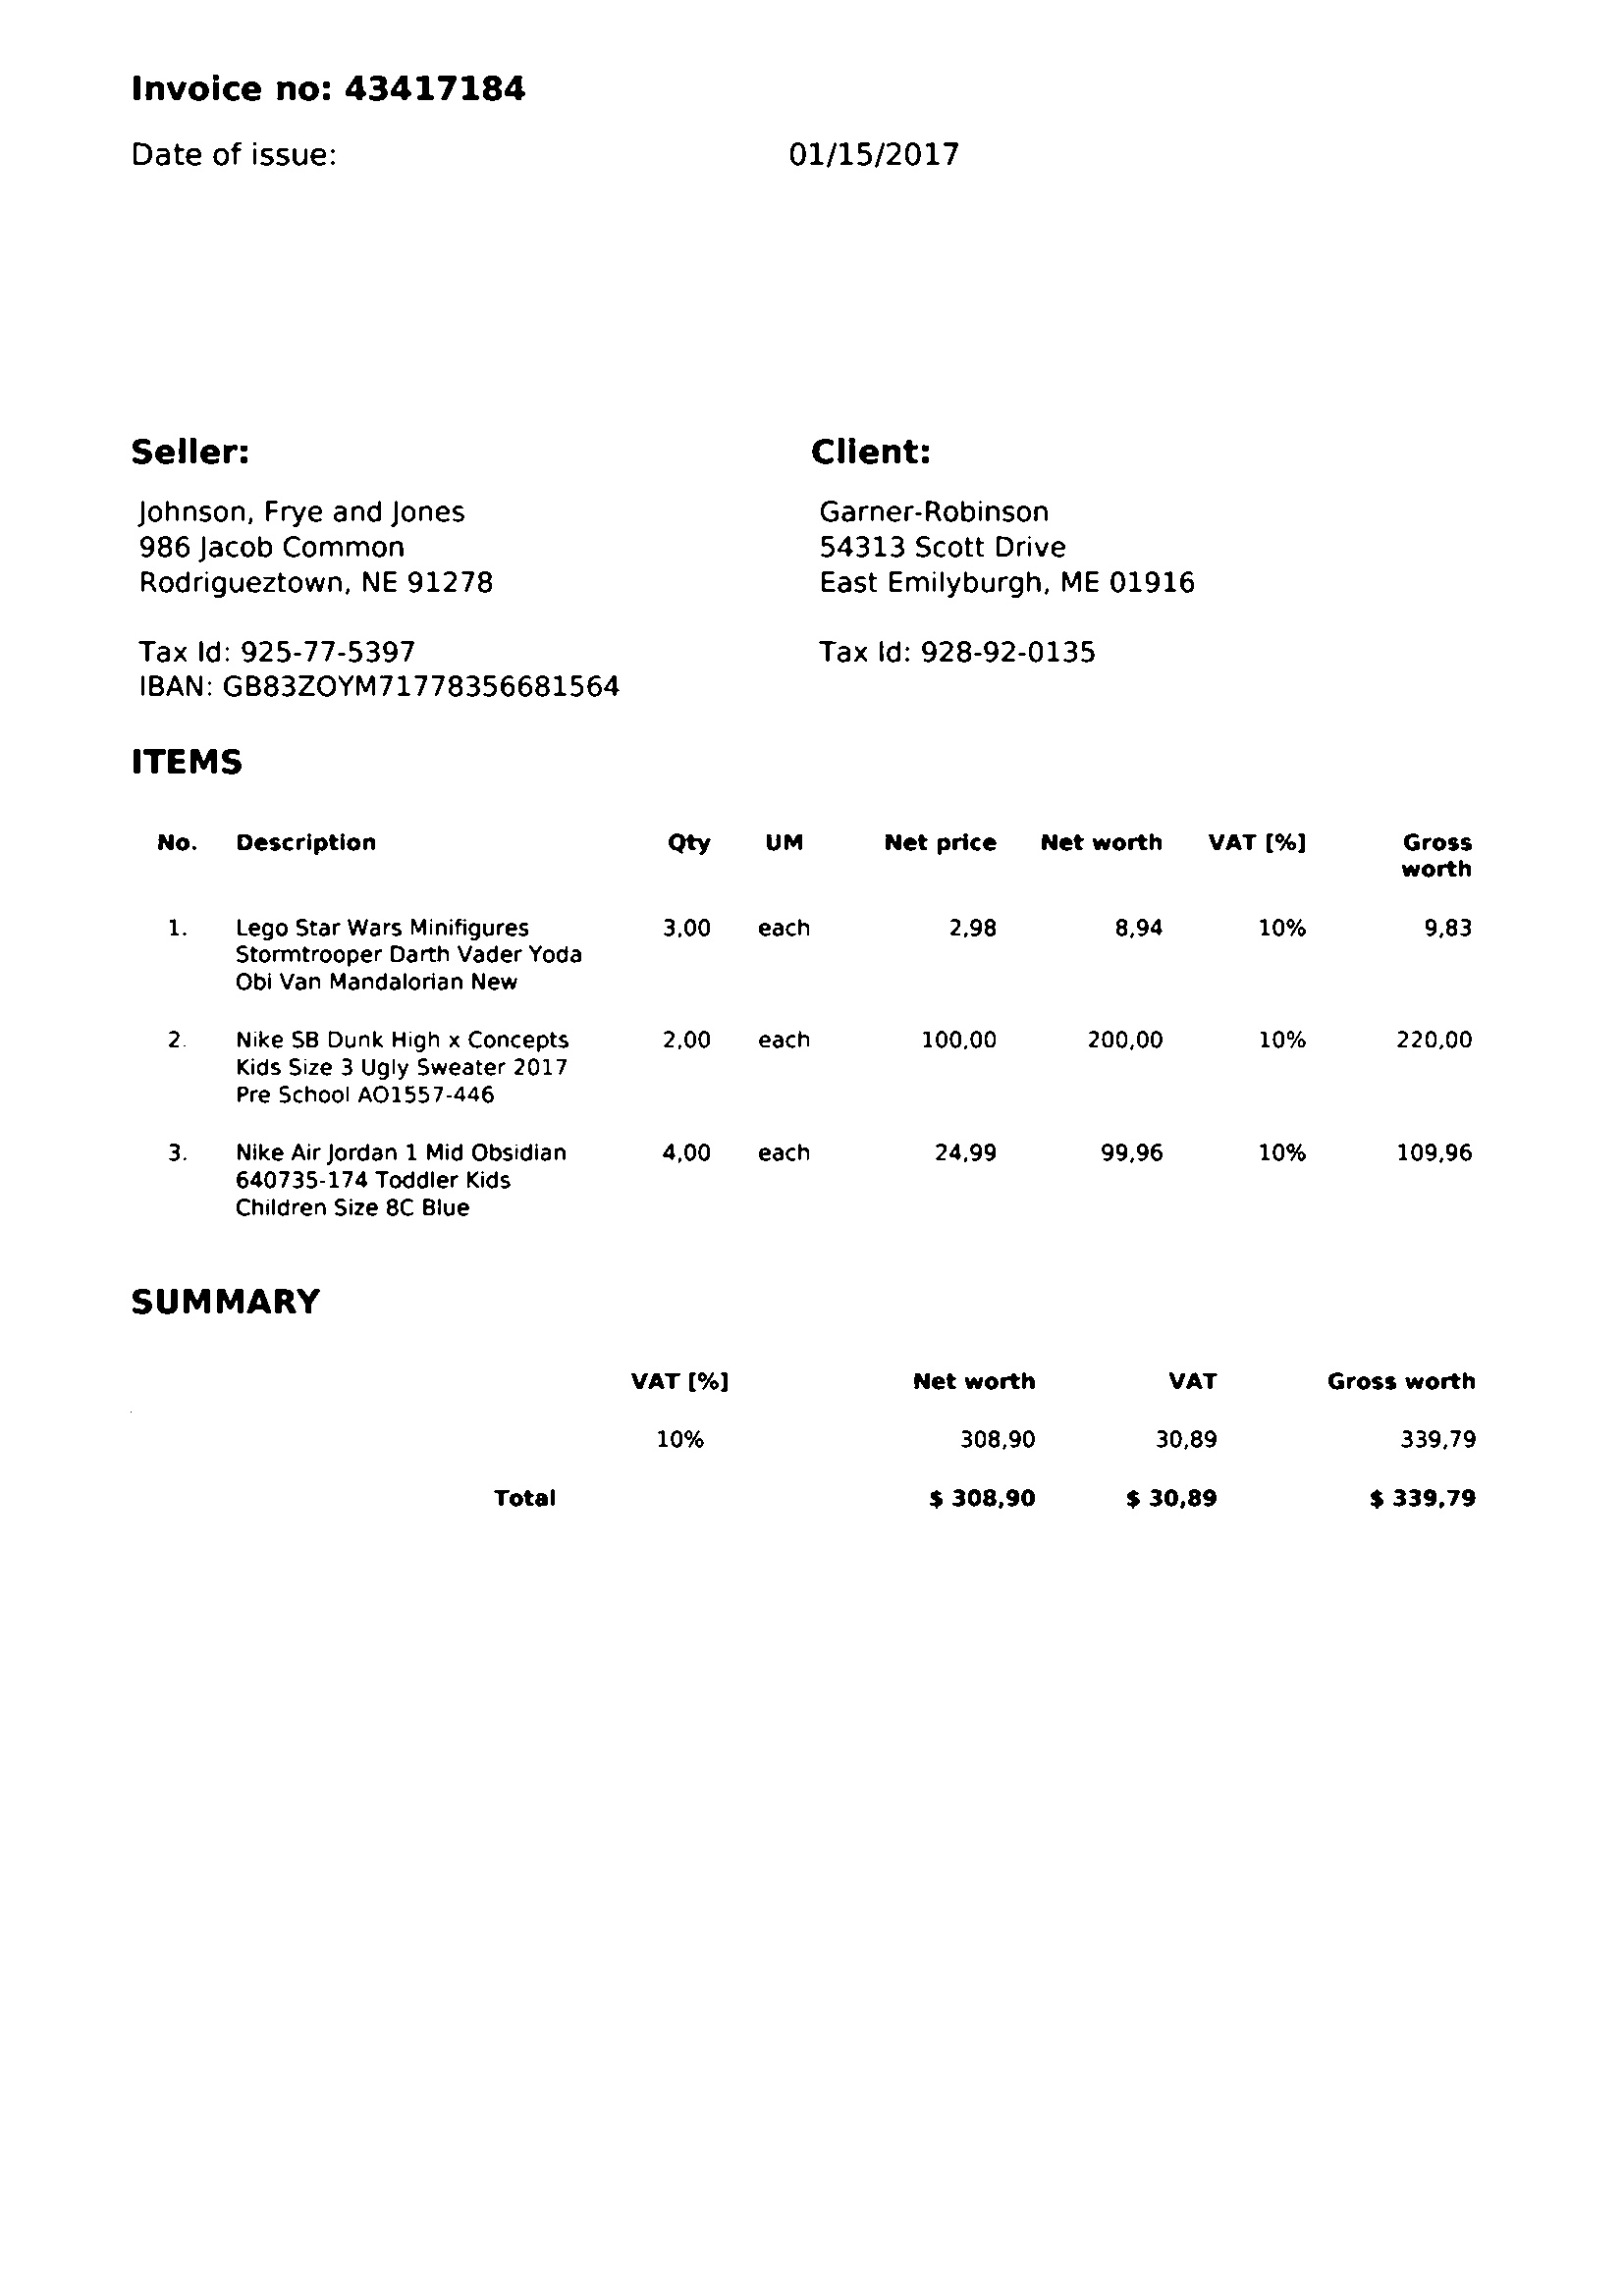 Invoice no: 43417184
Date of issue: 01/15/2017
Seller:
Johnson, Frye and Jones
986 Jacob Common
Rodrigueztown, NE 91278
Tax Id: 925-77-5397
IBAN: GB83ZOYM71778356681564
Client:
Garner-Robinson
54313 Scott Drive
East Emilyburgh, ME 01916
Tax Id: 928-92-0135
ITEMS
No. Description Qty UM Net price Net worth VAT [%] Gross
worth
1. Lego Star Wars Minifigures 3,00 each 2,98 8,94 10% 9,83
Stormtrooper Darth Vader Yoda
Obi Van Mandalorian New
2. Nike SB Dunk High x Concepts 2,00 each 100,00 200,00 10% 220,00
Kids Size 3 Ugly Sweater 2017
Pre School AO1557-446
3. Nike Air Jordan 1 Mid Obsidian 4,00 each 24,99 99,96 10% 109,96
640735-174 Toddler Kids
Children Size 8C Blue
SUMMARY
VAT [%] Net worth VAT Gross worth
10% 308,90 30,89 339,79
Total $ 308,90 $ 30,89 $ 339,79